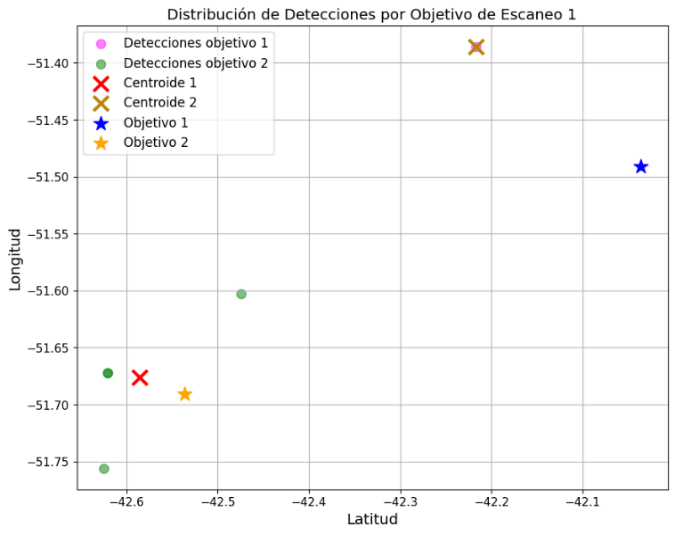 Distribución de Detecciones por Objetivo de Escaneo 1
Detecciones objetivo 1
Detecciones objetivo 2
Centroide 1
Centroide 2
Objetivo 1
Objetivo 2
Longitud
−51.40
−51.45
−51.50
−51.55
−51.60
−51.65
−51.70
−51.75
−42.6
−42.5
−42.4
−42.3
−42.2
−42.1
Latitud